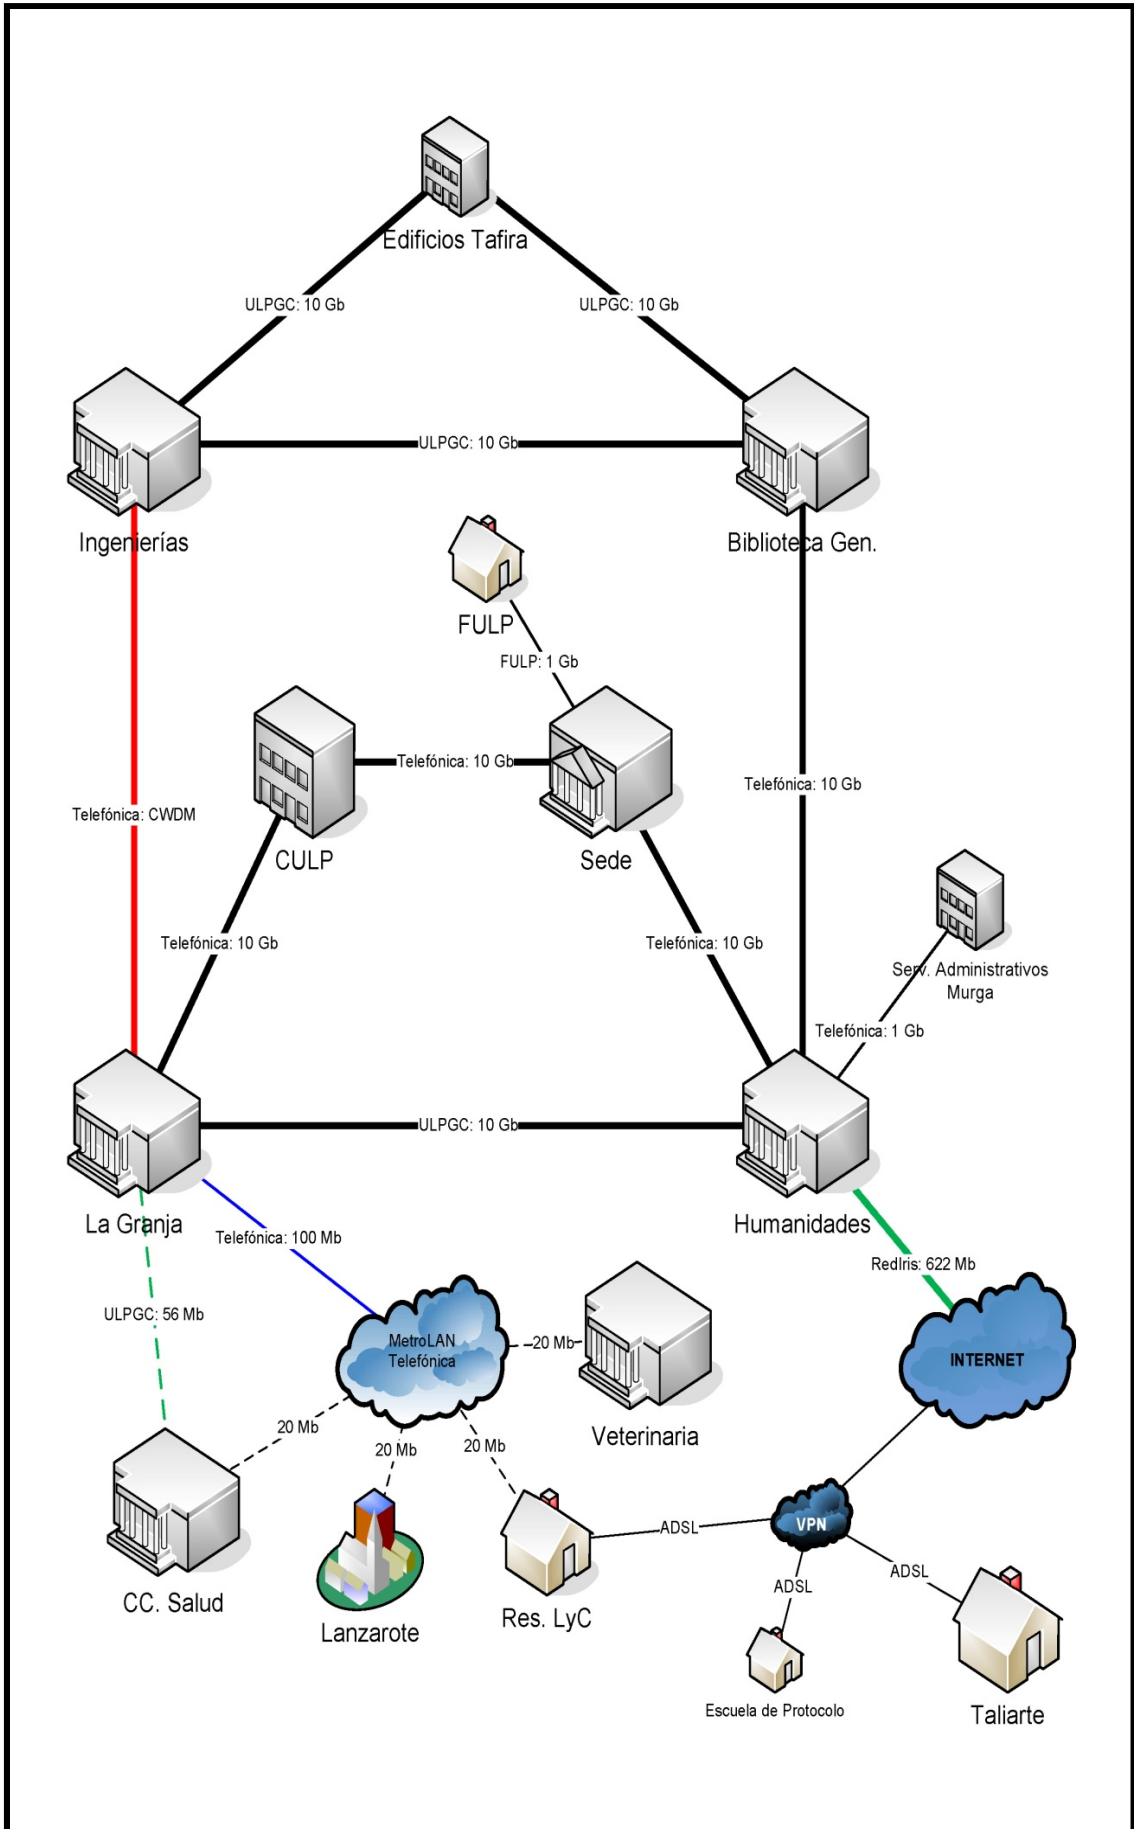 Edificios Tafira
ULPGC: 10 Gb
ULPGC: 10 Gb
ULPGC: 10 Gb
Ingenierías
Biblioteca Gen.
FULP
FULP: 1 Gb
Telefónica: 10 Gb
Telefónica: 10 Gb
Telefónica: CWDM
CULP
Sede
Telefónica: 10 Gb
Telefónica: 10 Gb
Serv. Administrativos
Murga
Telefónica: 1 Gb
ULPGC: 10 Gb
La Granja
Humanidades
Telefónica: 100 Mb
RedIris: 622 Mb
ULPGC: 56 Mb
MetroLAN
Telefónica
20 Mb
INTERNET
20 Mb
20 Mb
20 Mb
Veterinaria
VPN
ADSL
ADSL
ADSL
CC. Salud
Lanzarote
Res. LyC
Escuela de Protocolo
Taliarte